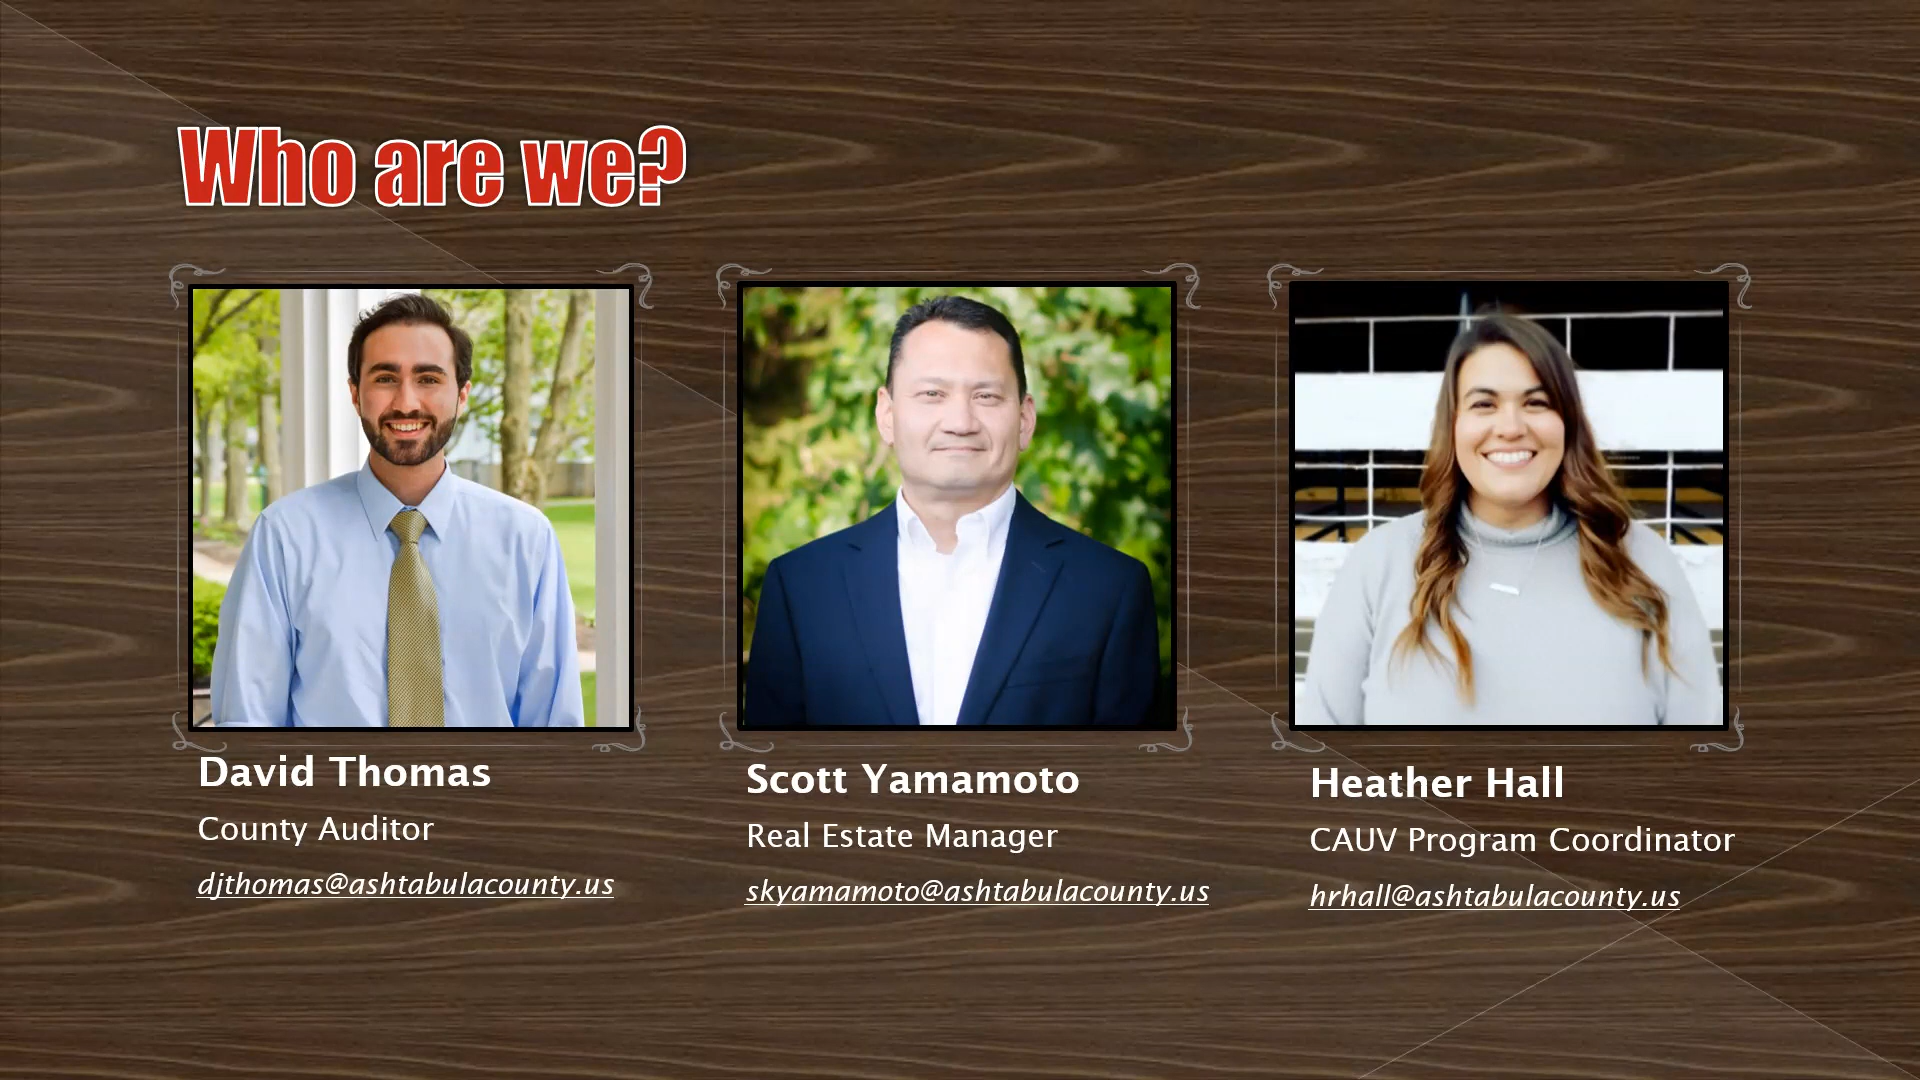 Who are we?
David Thomas
County Auditor
djthomas@ashtabulacounty.us
Scott Yamamoto
Real Estate Manager
skyamamoto@ashtabulacounty.us
Heather Hall
CAUV Program Coordinator
hrhall@ashtabulacounty.us